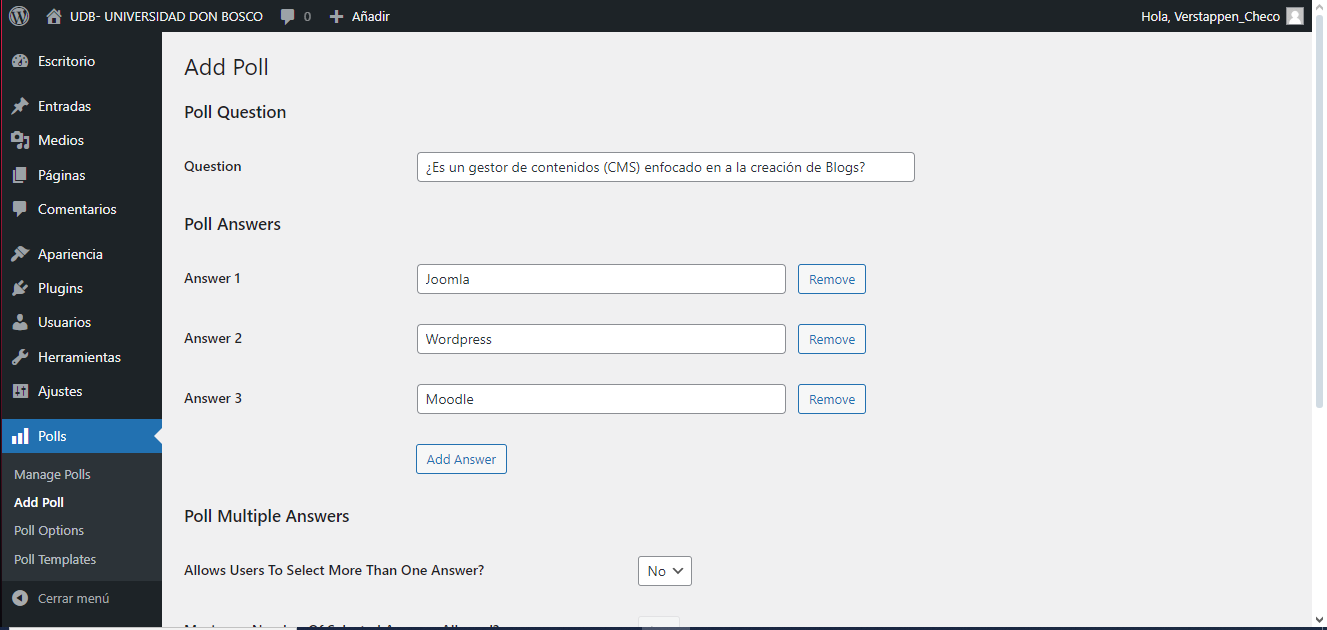 UDB- UNIVERSIDAD DON BOSCO 0 Añadir Hola, Verstappen_Checo
Escritorio
Entradas
Medios
Páginas
Comentarios
Apariencia
Plugins
Usuarios
Herramientas
Ajustes
Polls
Manage Polls
Add Poll
Poll Options
Poll Templates
Cerrar menú
Add Poll
Poll Question
Question ¿Es un gestor de contenidos (CMS) enfocado en a la creación de Blogs?
Poll Answers
Answer 1 Joomla Remove
Answer 2 Wordpress Remove
Answer 3 Moodle Remove
Add Answer
Poll Multiple Answers
Allows Users To Select More Than One Answer? No